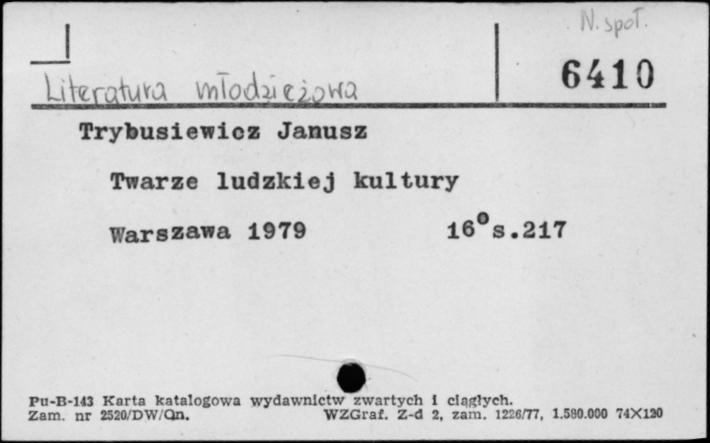 N. społ.
6410
Literatura młodzieżowa
Trybusiewicz Janusz
Twarze ludzkiej kultury
Warszawa 1979 16° s.217
Pu-B-143 Karta katalogowa wydawnictw zwartych i ciągłych.
Zam. nr 2520/DW/Qn. WZGraf. Z-d 2, zam. 1226/77, 1.580.000 74X120